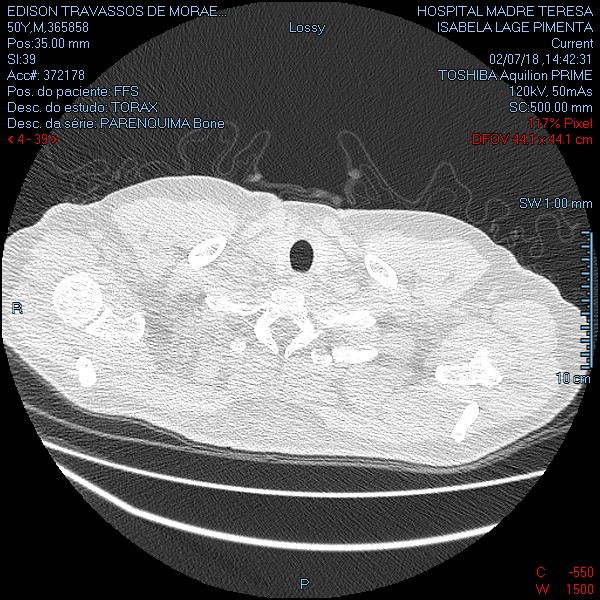 EDISON TRAVASSOS DE MORAE...
50Y,M,365858
Pos:35.00 mm
SI:39
Acc#: 372178
Pos. do paciente: FFS
Desc. do estudo: TORAX
Desc. da série: PARENQUIMA Bone
< 4 - 39 >
Lossy
HOSPITAL MADRE TERESA
ISABELA LAGE PIMENTA
Current
02/07/18 ,14:42:31
TOSHIBA Aquilion PRIME
120kV, 50mAs
SC:500.00 mm
117% Pixel
DFOV 44.1 x 44.1 cm
SW 1.00 mm
R
10 cm
P
C -550
W 1500